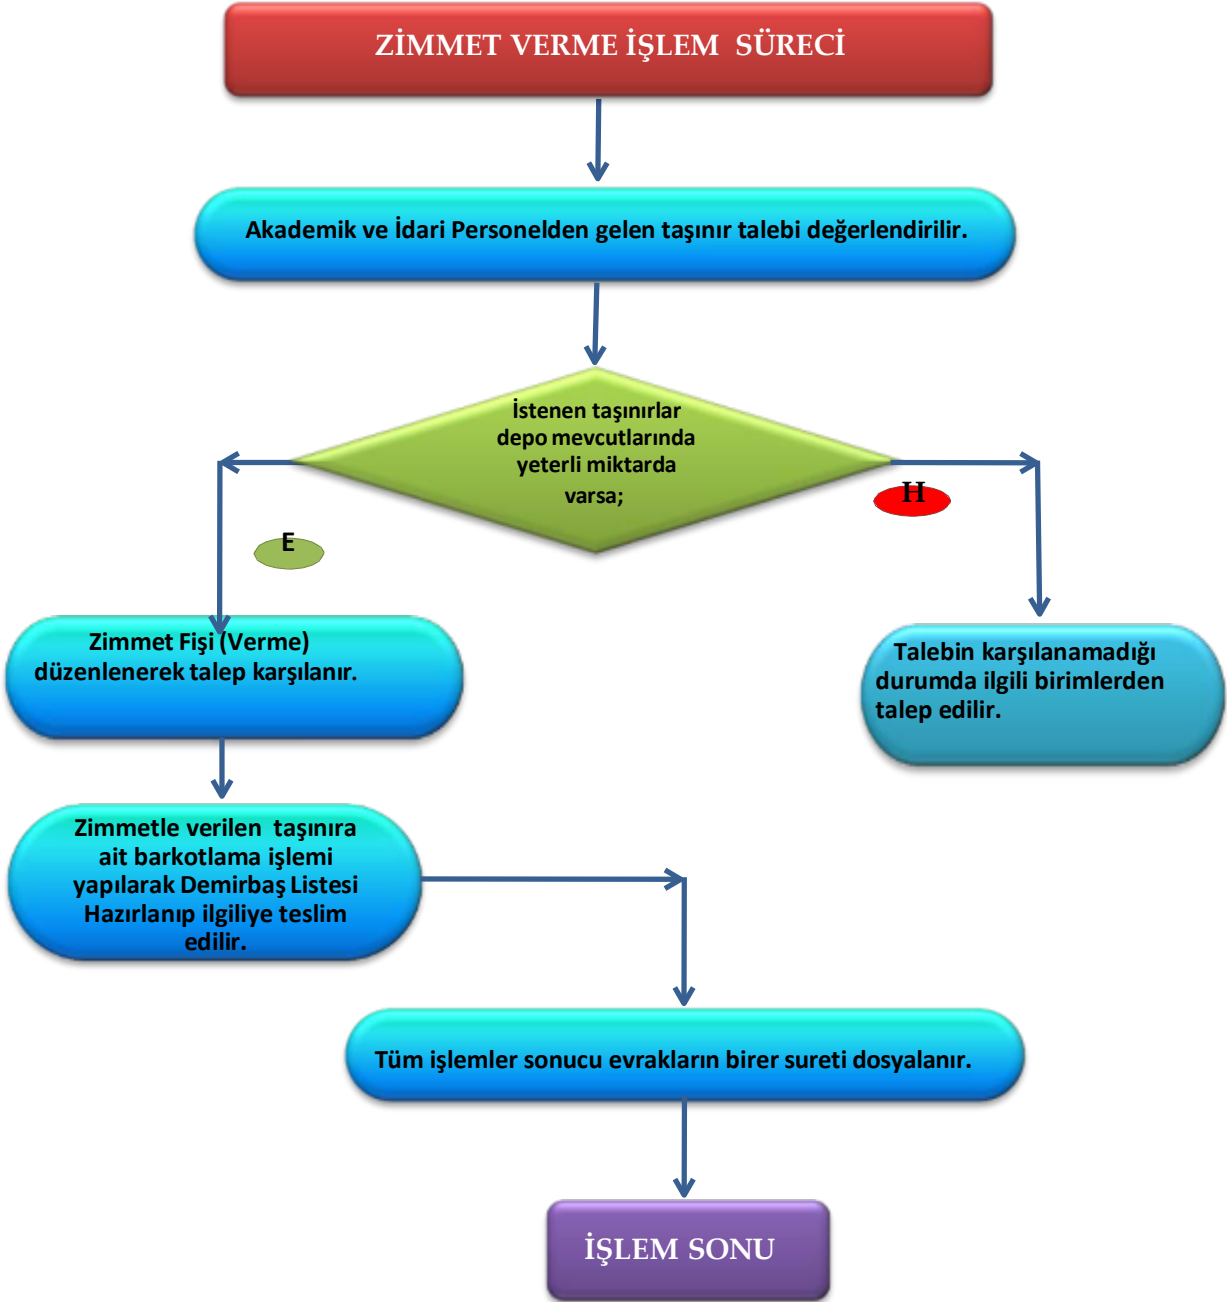 ZİMMET VERME İŞLEM SÜRECİ
Akademik ve İdari Personelden gelen taşınır talebi değerlendirilir.
İstenen taşınırlar
depo mevcutlarında
yeterli miktarda
varsa;
H
E
Zimmet Fişi (Verme)
düzenlenerek talep karşılanır.
Talebin karşılanamadığı
durumda ilgili birimlerden
talep edilir.
Zimmetle verilen taşınıra
ait barkotlama işlemi
yapılarak Demirbaş Listesi
Hazırlanıp ilgiliye teslim
edilir.
Tüm işlemler sonucu evrakların birer sureti dosyalanır.
İŞLEM SONU